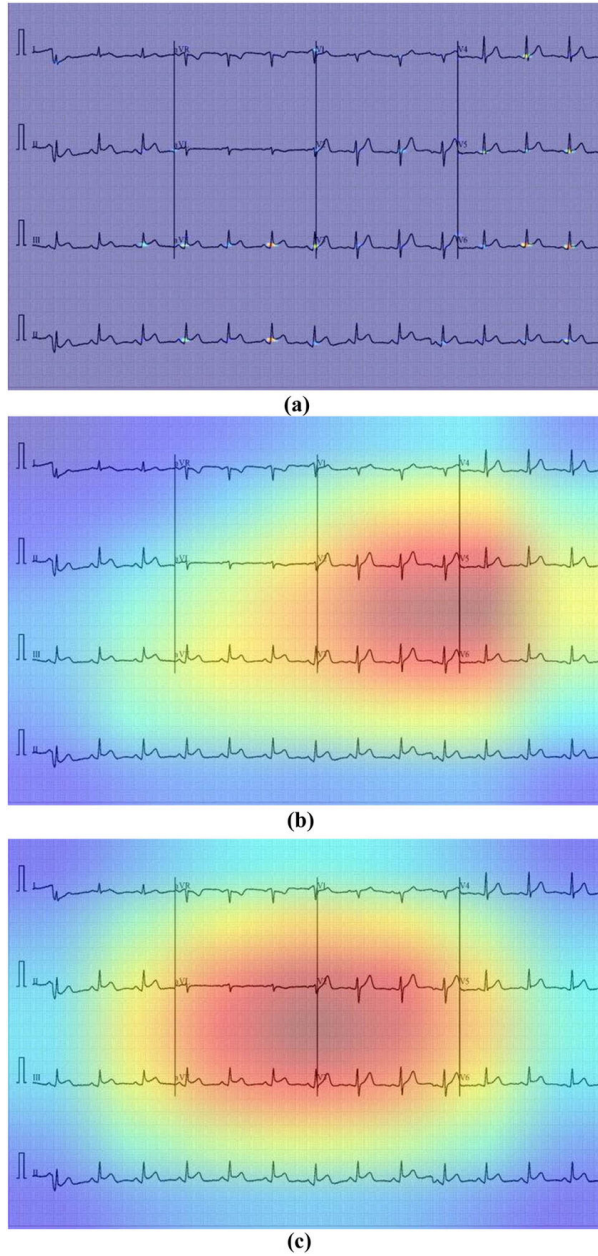 I aVR V1 V4
II aVL V2 V5
III aVF V3 V6
II
(a)
I aVR V1 V4
II aVL V2 V5
III aVF V3 V6
II
(b)
I aVR V1 V4
II aVL V2 V5
III aVF V3 V6
II
(c)